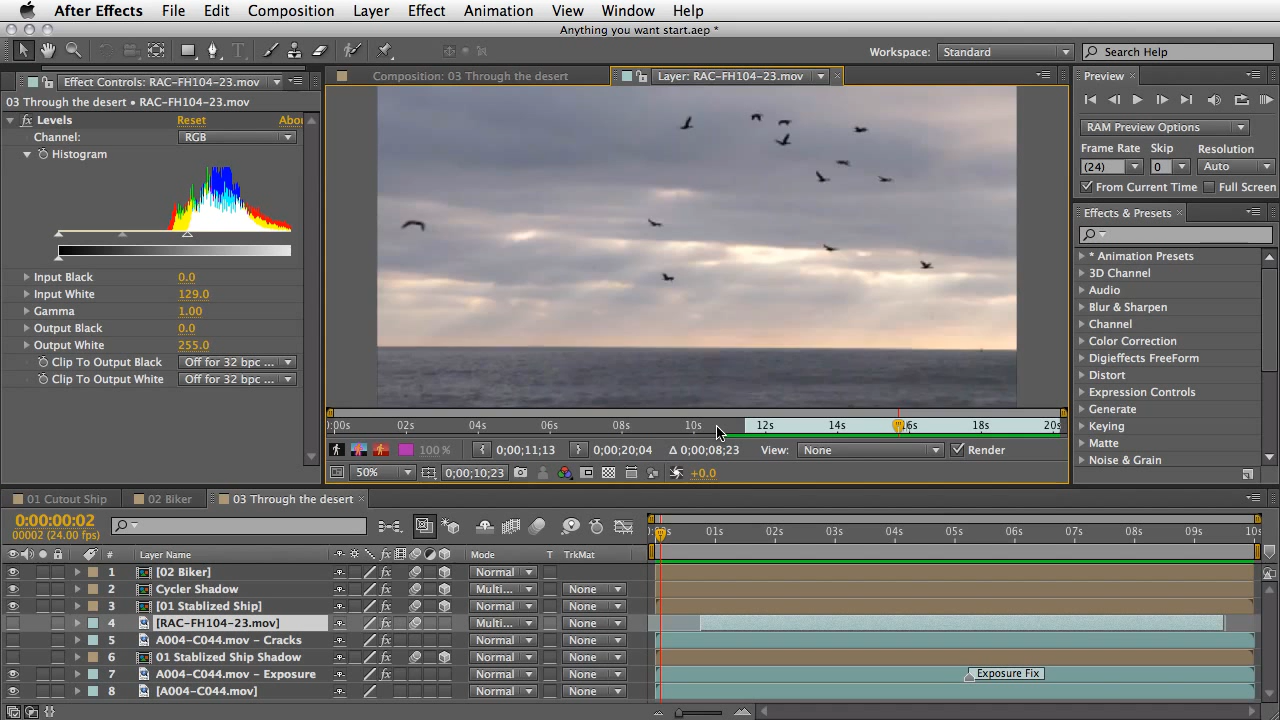 After Effects File Edit Composition Layer Effect Animation View Window Help
Anything you want start.aep *
Workspace: Standard Search Help
Effect Controls: RAC-FH104-23.mov
03 Through the desert • RAC-FH104-23.mov
fx Levels Reset Abou
Channel: RGB
Histogram
Input Black 0.0
Input White 129.0
Gamma 1.00
Output Black 0.0
Output White 255.0
Clip To Output Black Off for 32 bpc ...
Clip To Output White Off for 32 bpc ...
Composition: 03 Through the desert Layer: RAC-FH104-23.mov
):00s 02s 04s 06s 08s 10s 12s 14s 16s 18s 20s
100 % 0;00;11;13 0;00;20;04 Δ 0;00;08;23 View: None Render
50% 0;00;10;23 +0.0
Preview
RAM Preview Options
Frame Rate Skip Resolution
(24) 0 Auto
From Current Time Full Screen
Effects & Presets
* Animation Presets
3D Channel
Audio
Blur & Sharpen
Channel
Color Correction
Digieffects FreeForm
Distort
Expression Controls
Generate
Keying
Matte
Noise & Grain
01 Cutout Ship 02 Biker 03 Through the desert
0:00:00:02
00002 (24.00 fps)
01s 02s 03s 04s 05s 06s 07s 08s 09s 10s
# Layer Name fx Mode T TrkMat
1 [02 Biker] fx Normal
2 Cycler Shadow fx Multi... None
3 [01 Stablized Ship] fx Normal None
4 [RAC-FH104-23.mov] fx Multi... None
5 A004-C044.mov - Cracks fx Normal None
6 01 Stablized Ship Shadow fx Normal None
7 A004-C044.mov - Exposure fx Normal None Exposure Fix
8 [A004-C044.mov] Normal None